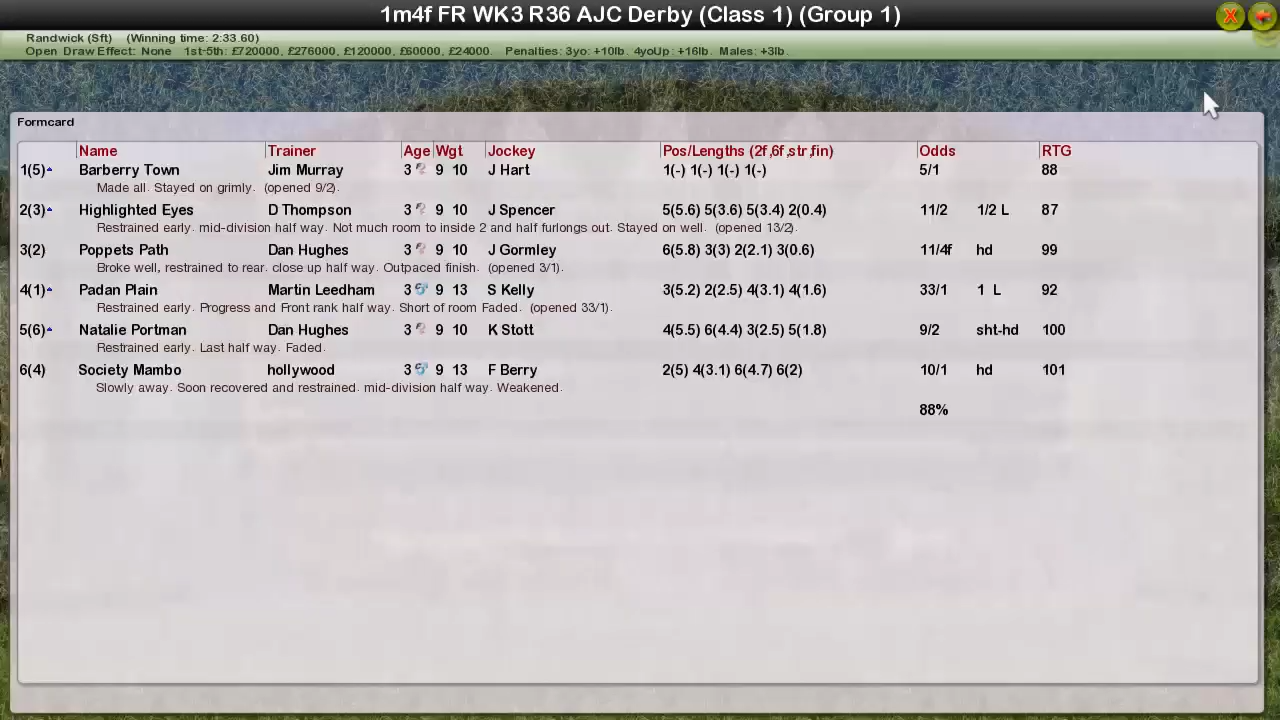 1m4f FR WK3 R36 AJC Derby (Class 1) (Group 1)
Randwick (Sft) (Winning time: 2:33.60)
Open Draw Effect: None 1st-5th: £720000, £276000, £120000, £60000, £24000. Penalties: 3yo: +10lb. 4yoUp: +16lb. Males: +3lb.
Formcard
Name Trainer Age Wgt Jockey Pos/Lengths (2f,6f,str,fin) Odds RTG
1(5) Barberry Town Jim Murray 3 9 10 J Hart 1(-) 1(-) 1(-) 1(-) 5/1 88
Made all. Stayed on grimly. (opened 9/2).
2(3) Highlighted Eyes D Thompson 3 9 10 J Spencer 5(5.6) 5(3.6) 5(3.4) 2(0.4) 11/2 1/2 L 87
Restrained early. mid-division half way. Not much room to inside 2 and half furlongs out. Stayed on well. (opened 13/2).
3(2) Poppets Path Dan Hughes 3 9 10 J Gormley 6(5.8) 3(3) 2(2.1) 3(0.6) 11/4f hd 99
Broke well, restrained to rear. close up half way. Outpaced finish. (opened 3/1).
4(1) Padan Plain Martin Leedham 3 9 13 S Kelly 3(5.2) 2(2.5) 4(3.1) 4(1.6) 33/1 1 L 92
Restrained early. Progress and Front rank half way. Short of room Faded. (opened 33/1).
5(6) Natalie Portman Dan Hughes 3 9 10 K Stott 4(5.5) 6(4.4) 3(2.5) 5(1.8) 9/2 sht-hd 100
Restrained early. Last half way. Faded.
6(4) Society Mambo hollywood 3 9 13 F Berry 2(5) 4(3.1) 6(4.7) 6(2) 10/1 hd 101
Slowly away. Soon recovered and restrained. mid-division half way. Weakened.
88%